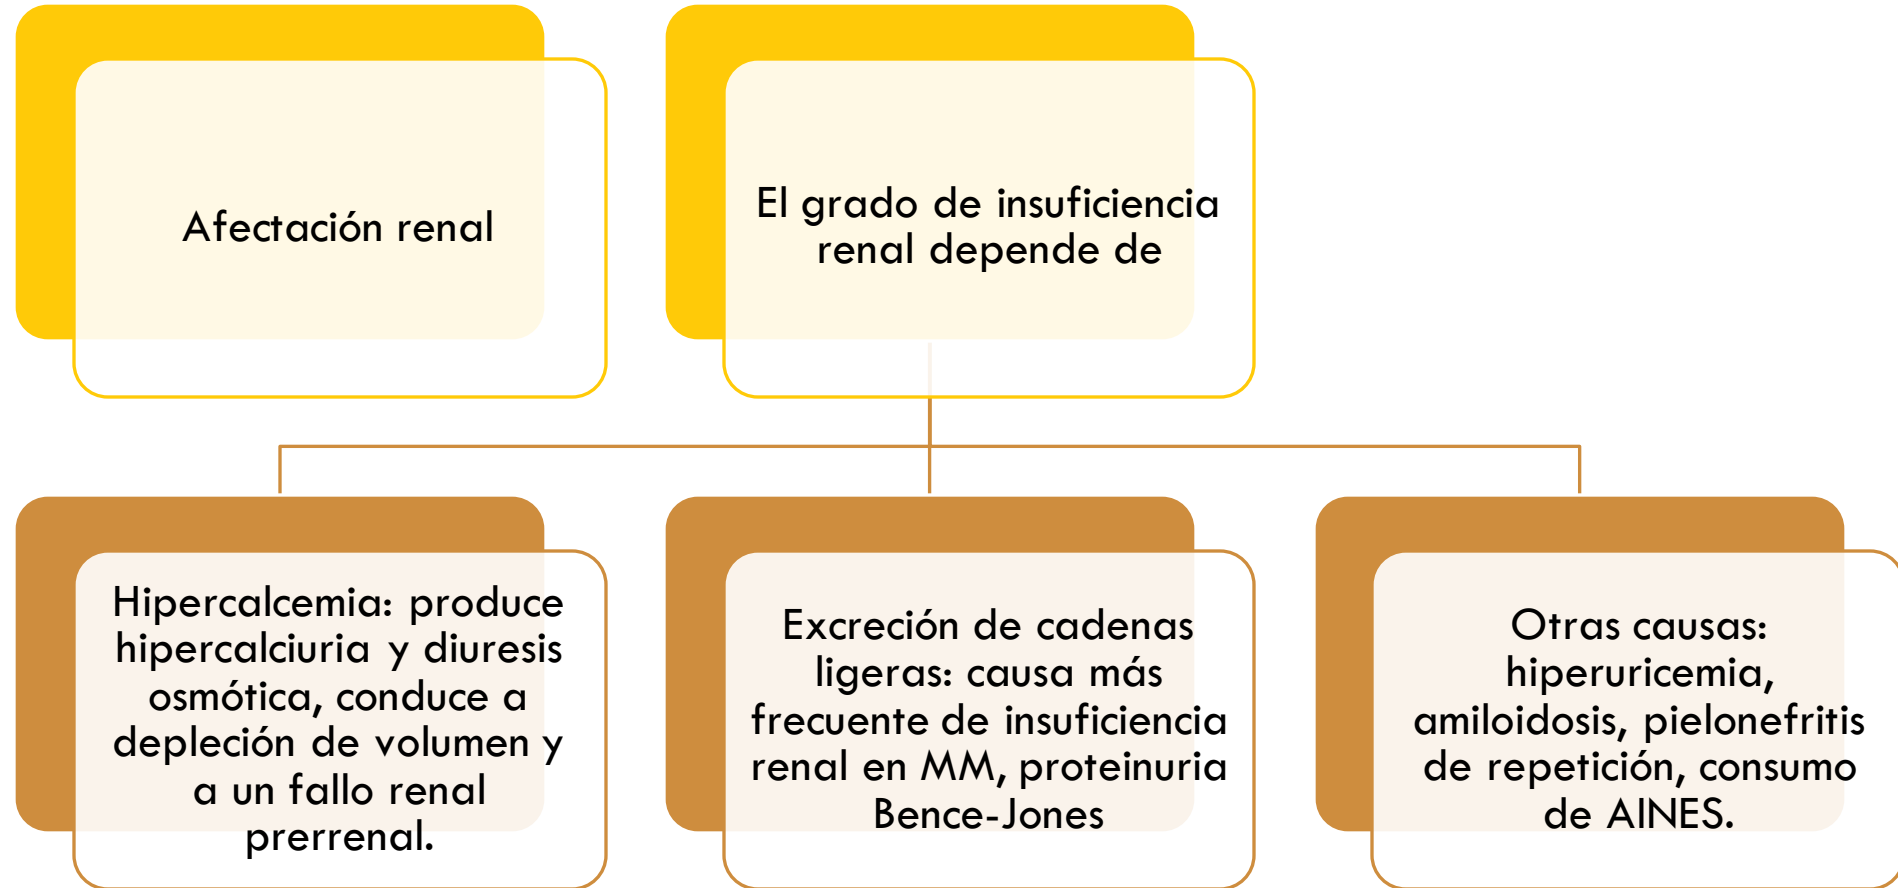 Afectación renal
El grado de insuficiencia
renal depende de
Hipercalcemia: produce
hipercalciuria y diuresis
osmótica, conduce a
depleción de volumen y
a un fallo renal
prerrenal.
Excreción de cadenas
ligeras: causa más
frecuente de insuficiencia
renal en MM, proteinuria
Bence-Jones
Otras causas:
hiperuricemia,
amiloidosis, pielonefritis
de repetición, consumo
de AINES.